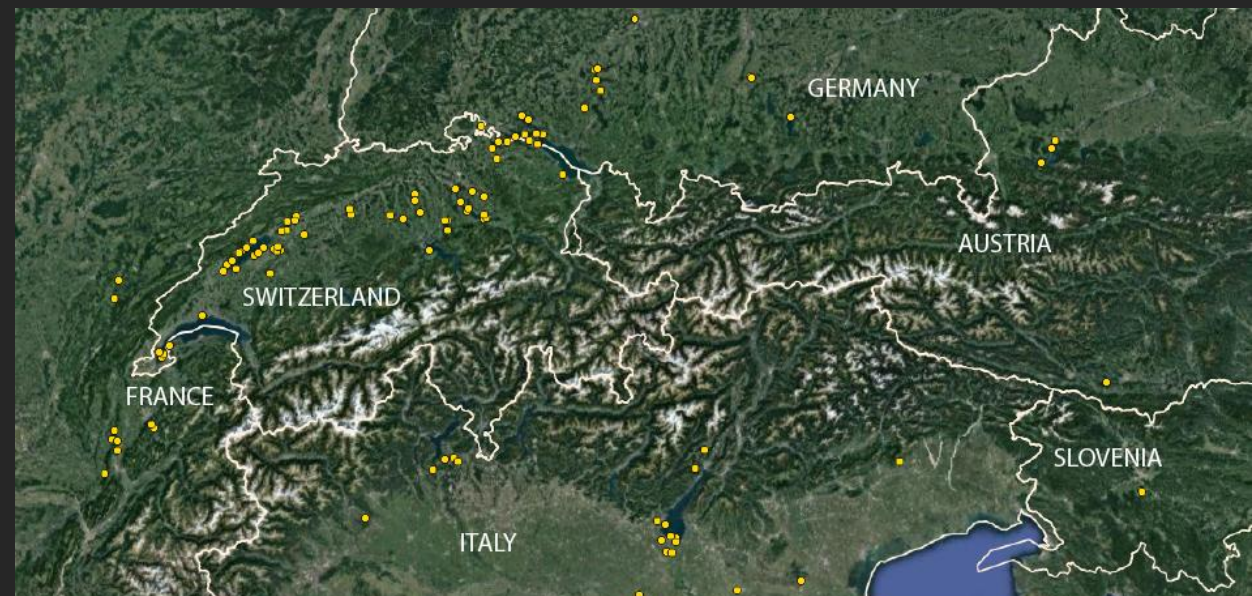 GERMANY
AUSTRIA
SWITZERLAND
FRANCE
SLOVENIA
ITALY